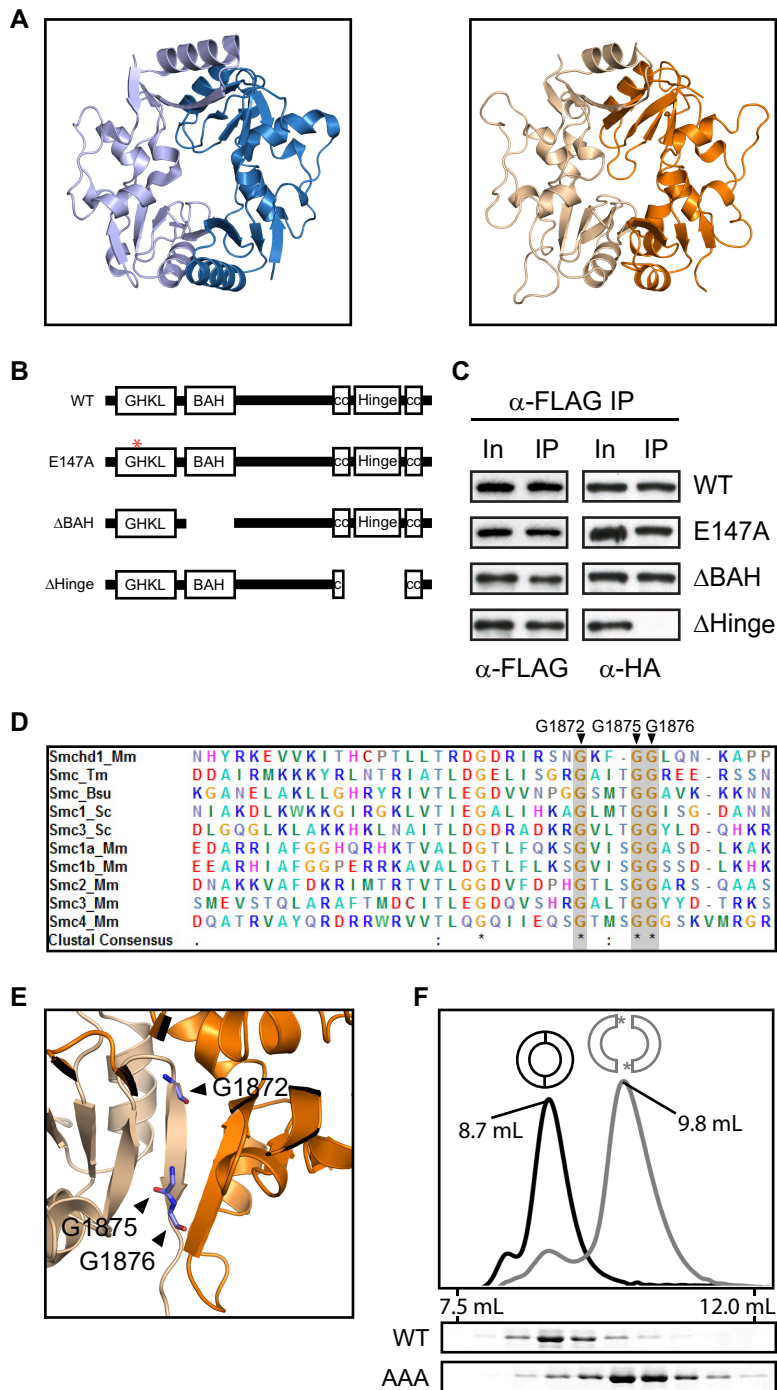 A
B
WT GHKL BAH cc Hinge cc
E147A * GHKL BAH cc Hinge cc
ΔBAH GHKL cc Hinge cc
ΔHinge GHKL BAH c cc
C
α-FLAG IP
In IP In IP
WT
E147A
ΔBAH
ΔHinge
α-FLAG α-HA
D
G1872 G1875 G1876
Smchd1_Mm NHYRKEVVKITHCPTLLTRDGDRIRSNGKF-GGLQN-KAPP
Smc_Tm DDAIRMKKKYRLNTRIATLDGELISGRGAITGGREE-RSSN
Smc_Bsu KGANELAKLLGHRYRIVTLEGDVVNPGGSMTGGAVK-KNNN
Smc1_Sc NIAKDLKWKKGIRGKLVTIEGALIHKAGLMTGGISG-DANN
Smc3_Sc DLGQGLKLAKKHKLNAITLDGDRADKRGVLTGGYLD-QHKR
Smc1a_Mm EDARRIAFGGHQRHKTVALDGTLFQKSGVISGGASD-LKAK
Smc1b_Mm EEARHIAFGGPERRKAVALDGTLFLKSGVISGGSSD-LKHK
Smc2_Mm DNAKKVAFDKRIMTRTVTLGGDVFDPHGTLSGGARS-QAAS
Smc3_Mm SMEVSTQLARAFTMDCITLEGDQVSHRGALTGGYYD-TRKS
Smc4_Mm DQATRVAYQRDRRWRVVTLQGQIIEQSGTMSGGGSKVMRGR
Clustal Consensus . : * * : * *
E
G1872
G1875
G1876
F
* *
8.7 mL 9.8 mL
7.5 mL 12.0 mL
WT
AAA